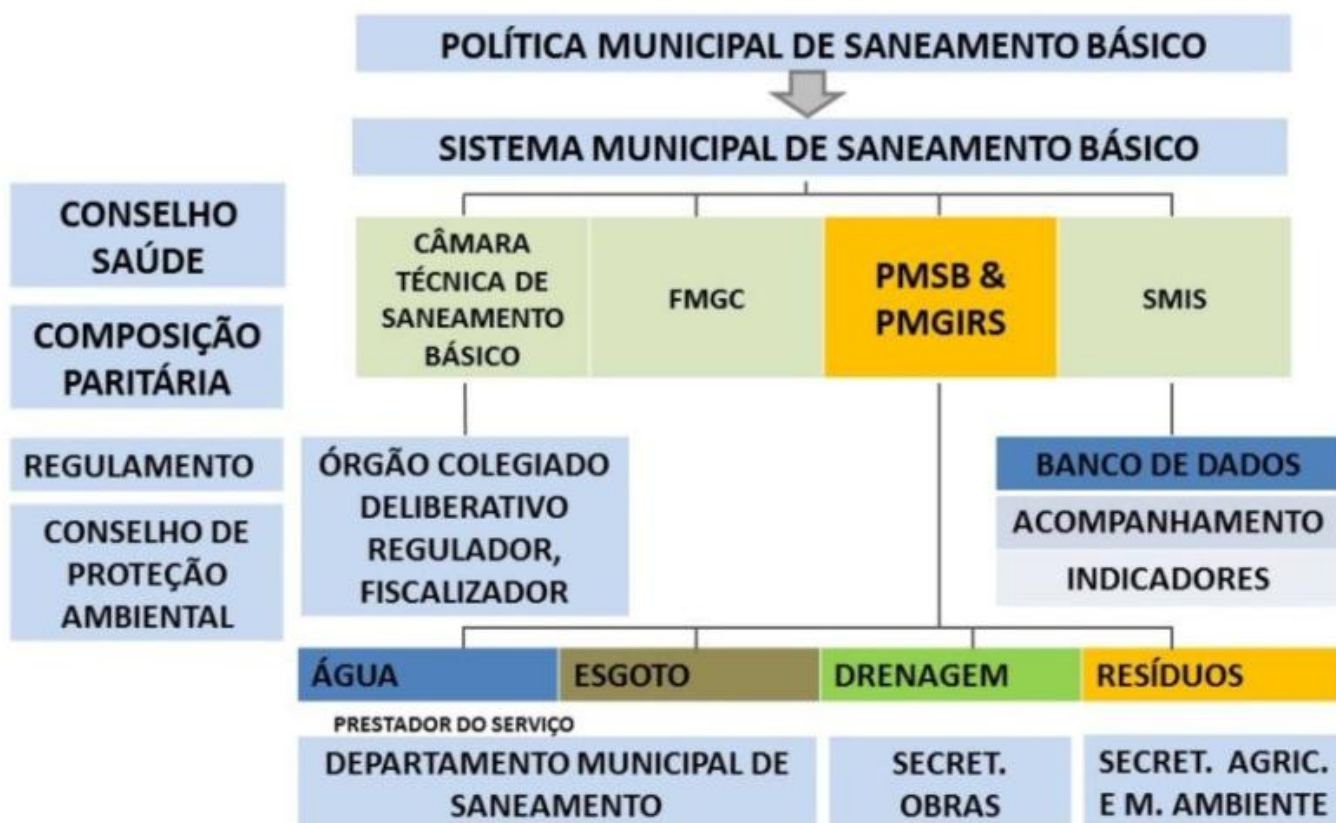 POLÍTICA MUNICIPAL DE SANEAMENTO BÁSICO
SISTEMA MUNICIPAL DE SANEAMENTO BÁSICO
CONSELHO
SAÚDE
COMPOSIÇÃO
PARITÁRIA
REGULAMENTO
CONSELHO DE
PROTEÇÃO
AMBIENTAL
CÂMARA
TÉCNICA DE
SANEAMENTO
BÁSICO
FMGC
PMSB &
PMGIRS
SMIS
ÓRGÃO COLEGIADO
DELIBERATIVO
REGULADOR,
FISCALIZADOR
BANCO DE DADOS
ACOMPANHAMENTO
INDICADORES
ÁGUA
ESGOTO
DRENAGEM
RESÍDUOS
PRESTADOR DO SERVIÇO
DEPARTAMENTO MUNICIPAL DE
SANEAMENTO
SECRET.
OBRAS
SECRET. AGRIC.
E M. AMBIENTE